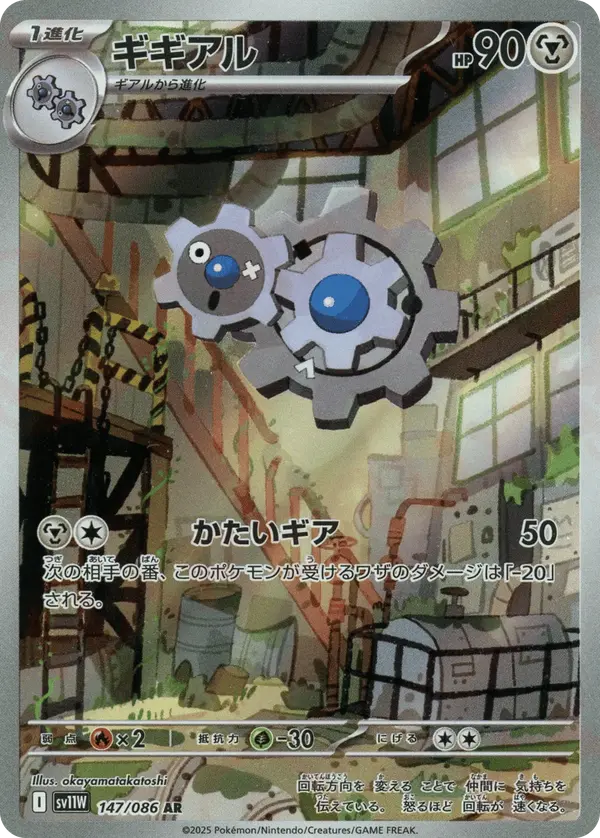 1進化
ギギアル
HP90
ギアルから進化
かたいギア 50
次の相手の番、このポケモンが受けるワザのダメージは「-20」
される。
弱点 ×2 抵抗力 -30 にげる
Illus. okayamatakatoshi
I sv11W 147/086 AR
回転方向を 変える ことで 仲間に 気持ちを
伝えている。 怒るほど 回転が 速くなる。
©2025 Pokémon/Nintendo/Creatures/GAME FREAK.